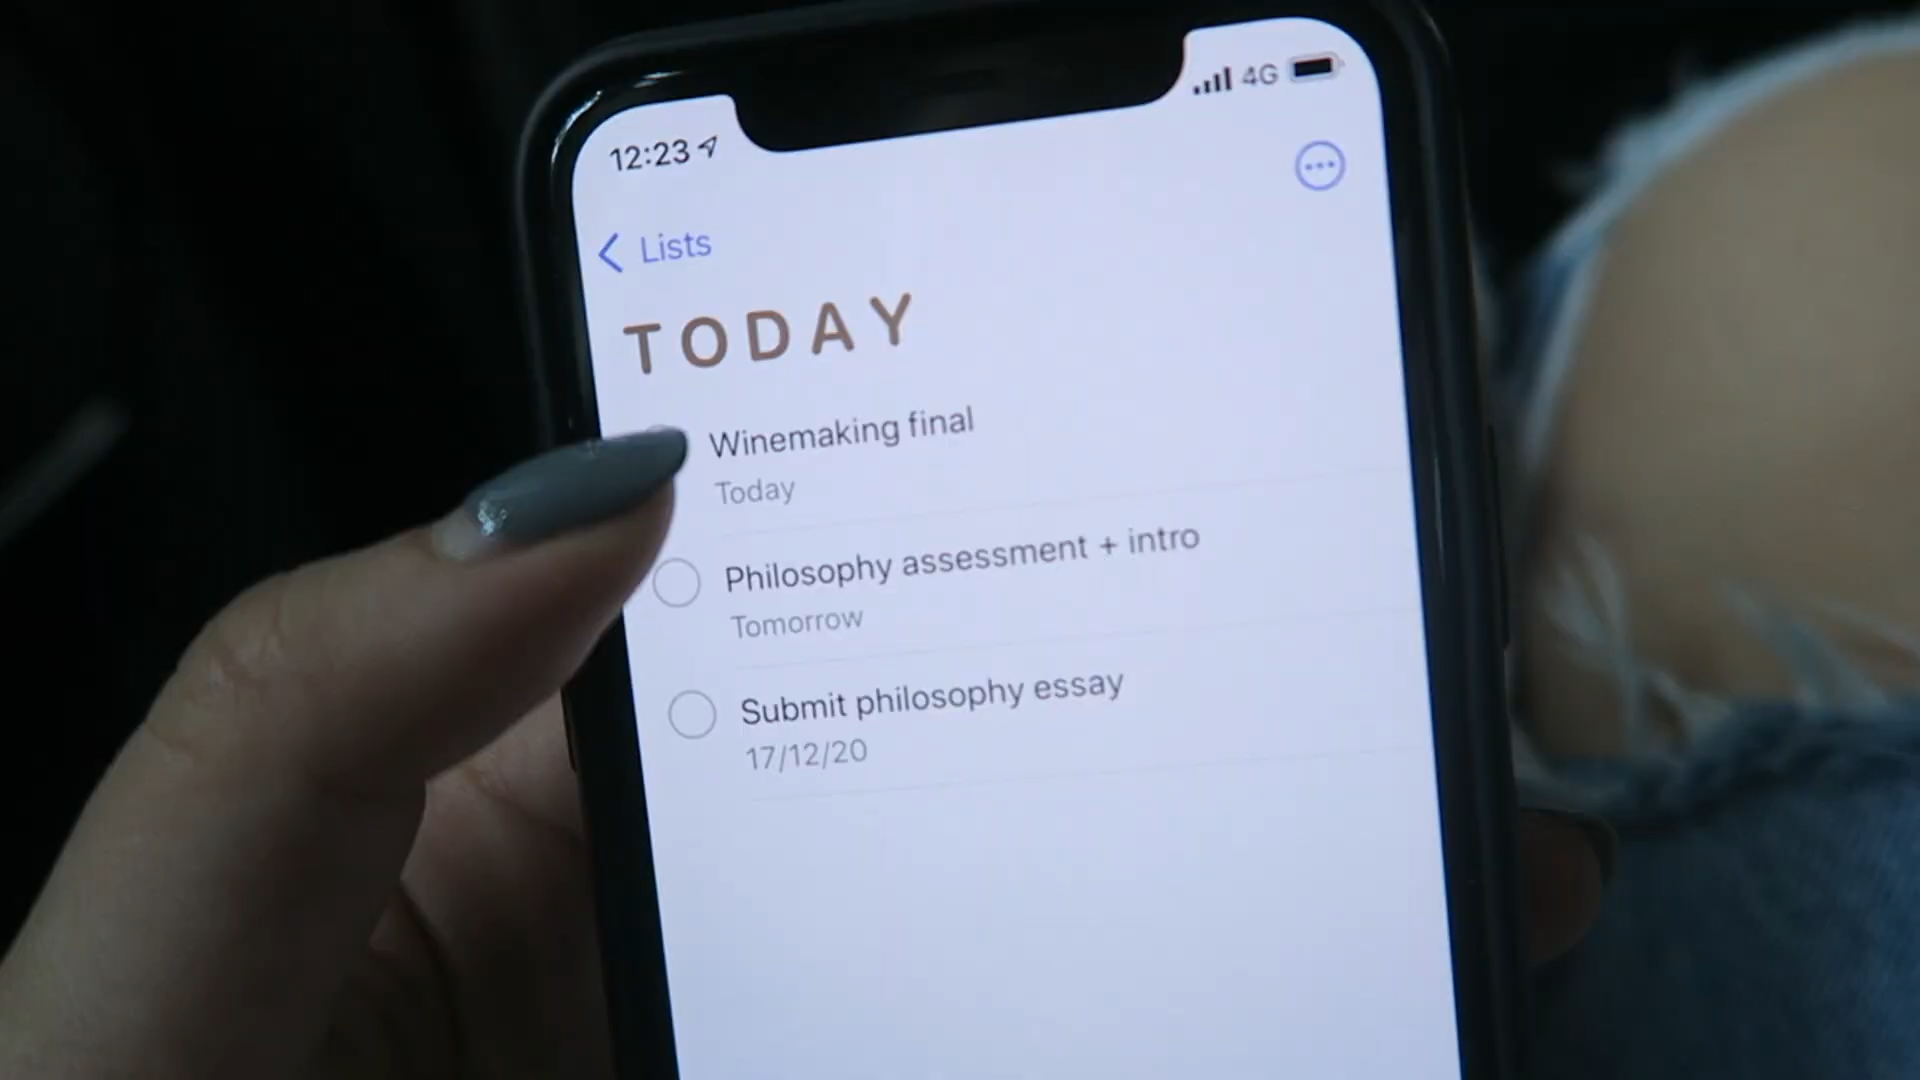 12:23
4G
Lists
TODAY
Winemaking final
Today
Philosophy assessment + intro
Tomorrow
Submit philosophy essay
17/12/20